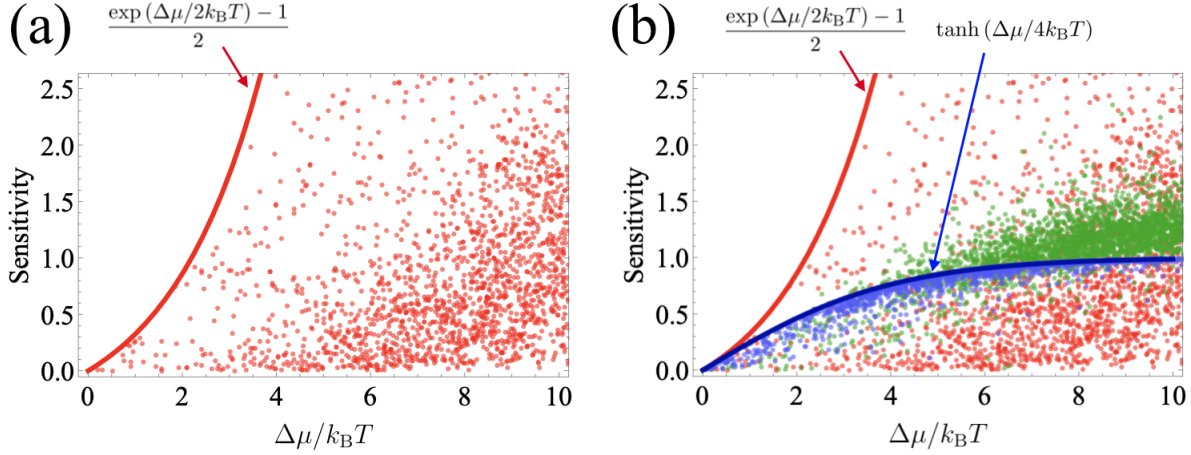 (a)
exp (Δμ/2k_BT) − 1
2
2.5
2.0
1.5
1.0
0.5
0.0
Sensitivity
0 2 4 6 8 10
Δμ/k_BT
(b)
exp (Δμ/2k_BT) − 1
2
tanh (Δμ/4k_BT)
2.5
2.0
1.5
1.0
0.5
0.0
Sensitivity
0 2 4 6 8 10
Δμ/k_BT